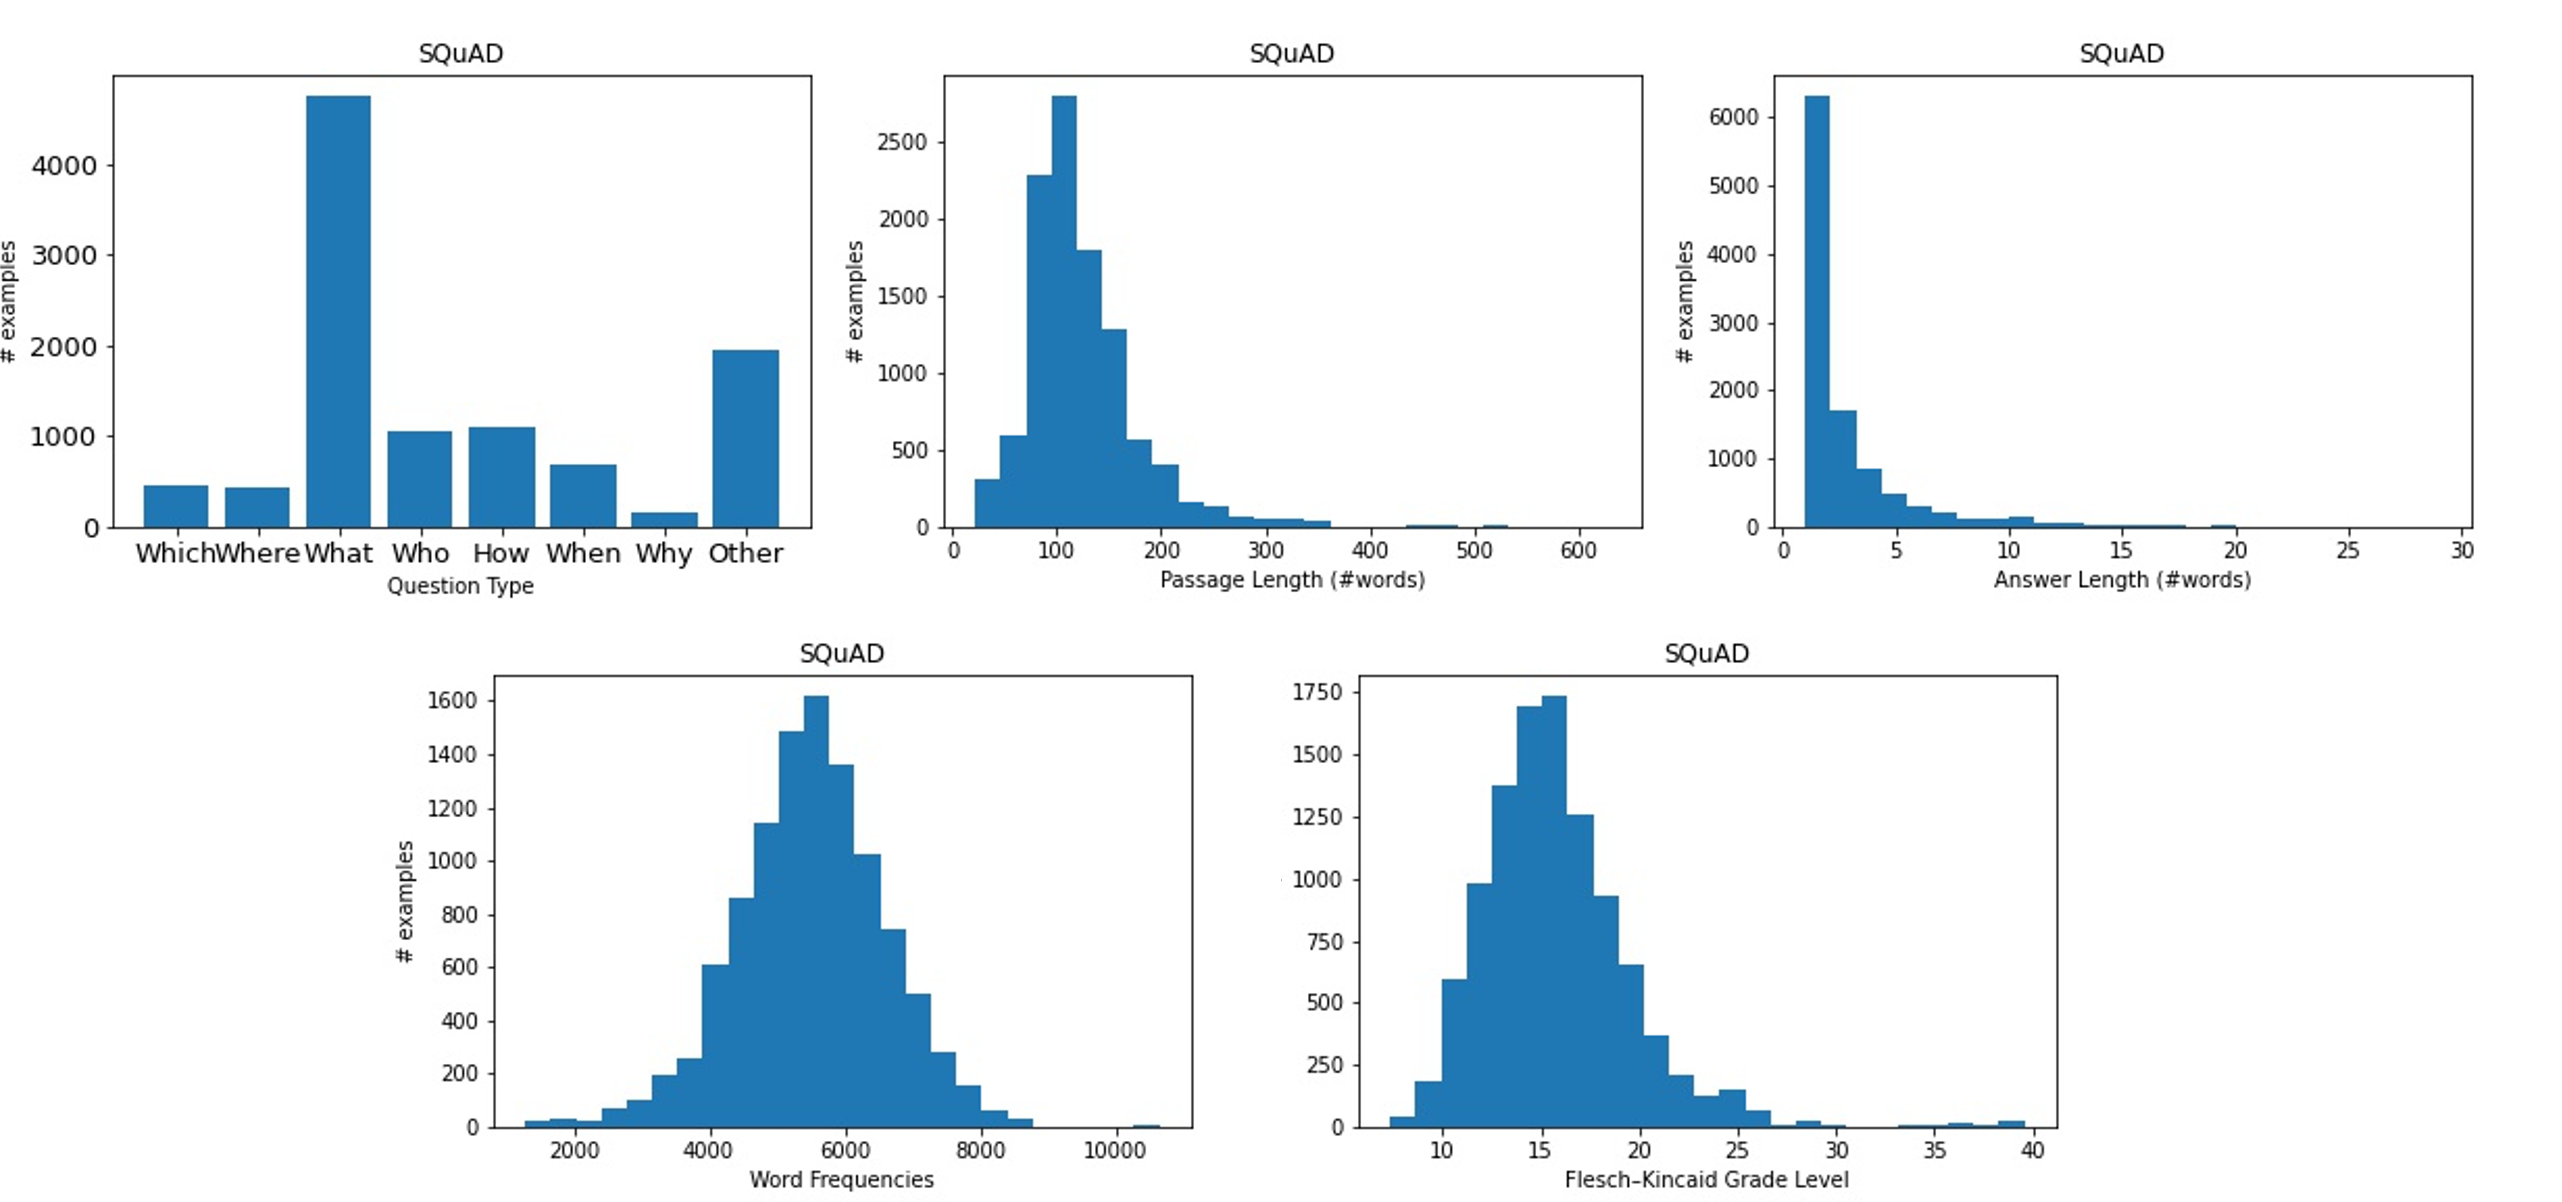 SQuAD
# examples
4000
3000
2000
1000
0
Which Where What Who How When Why Other
Question Type
SQuAD
# examples
2500
2000
1500
1000
500
0
0 100 200 300 400 500 600
Passage Length (#words)
SQuAD
# examples
6000
5000
4000
3000
2000
1000
0
0 5 10 15 20 25 30
Answer Length (#words)
SQuAD
# examples
1600
1400
1200
1000
800
600
400
200
0
2000 4000 6000 8000 10000
Word Frequencies
SQuAD
1750
1500
1250
1000
750
500
250
0
10 15 20 25 30 35 40
Flesch–Kincaid Grade Level